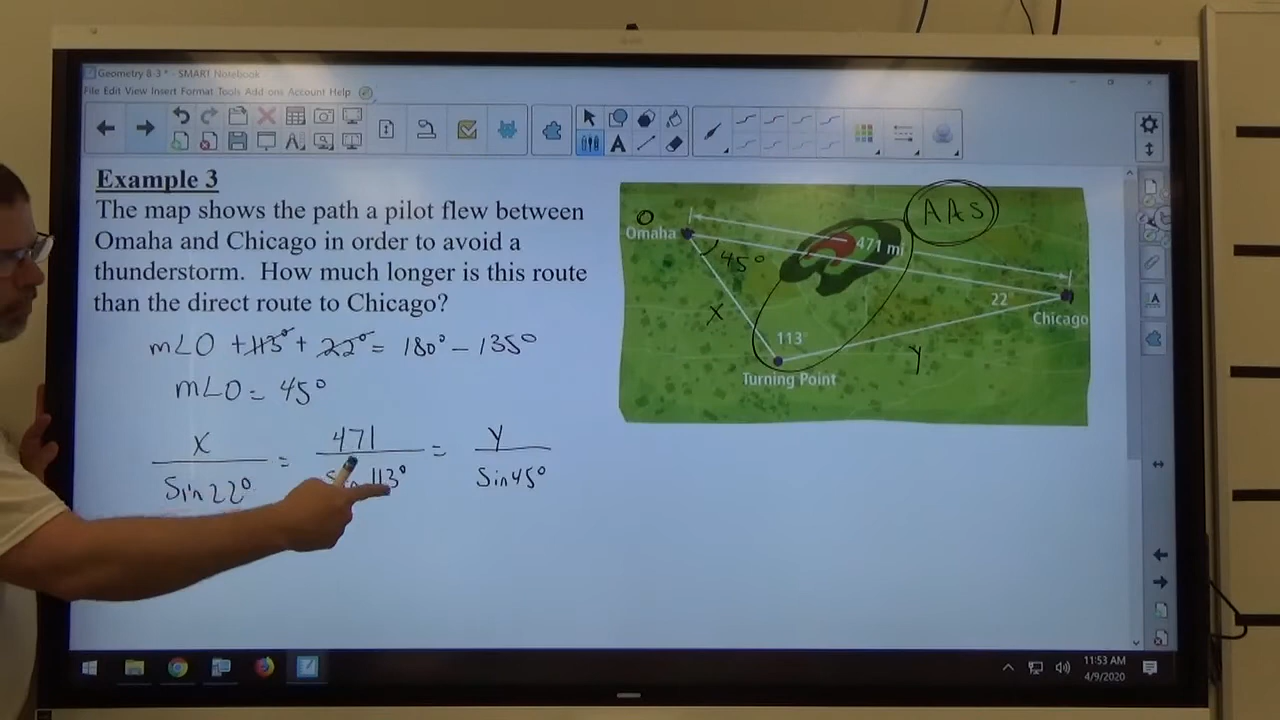 Geometry 8-3 * - SMART Notebook
File Edit View Insert Format Tools Add-ons Account Help
Example 3
The map shows the path a pilot flew between
Omaha and Chicago in order to avoid a
thunderstorm. How much longer is this route
than the direct route to Chicago?
m∠O + 113° + 22° = 180° - 135°
m∠O = 45°
X / Sin 22° = 471 / Sin 113° = Y / Sin 45°
O
AAS
Omaha
471 mi
45°
22
X
Chicago
113°
Y
Turning Point
11:53 AM
4/9/2020